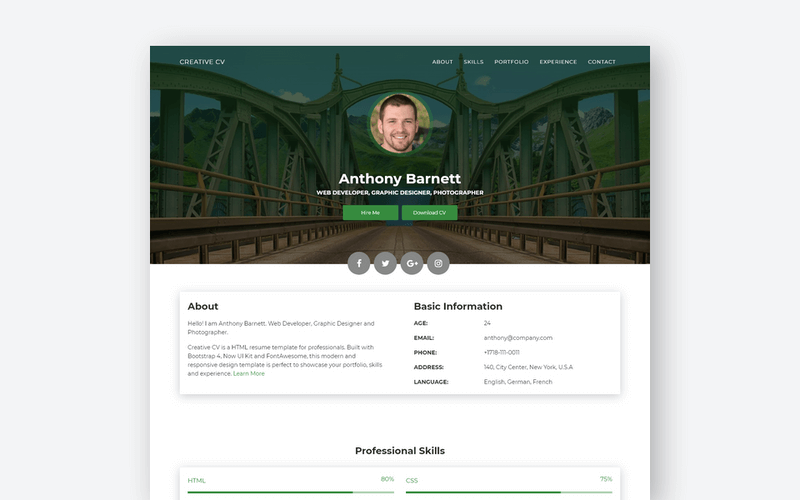 CREATIVE CV
ABOUT SKILLS PORTFOLIO EXPERIENCE CONTACT
Anthony Barnett
WEB DEVELOPER, GRAPHIC DESIGNER, PHOTOGRAPHER
Hire Me Download CV
About
Hello! I am Anthony Barnett. Web Developer, Graphic Designer and
Photographer.
Creative CV is a HTML resume template for professionals. Built with
Bootstrap 4, Now UI Kit and FontAwesome, this modern and
responsive design template is perfect to showcase your portfolio, skills
and experience. Learn More
Basic Information
AGE: 24
EMAIL: anthony@company.com
PHONE: +1718-111-0011
ADDRESS: 140, City Center, New York, U.S.A
LANGUAGE: English, German, French
Professional Skills
HTML 80%
CSS 75%